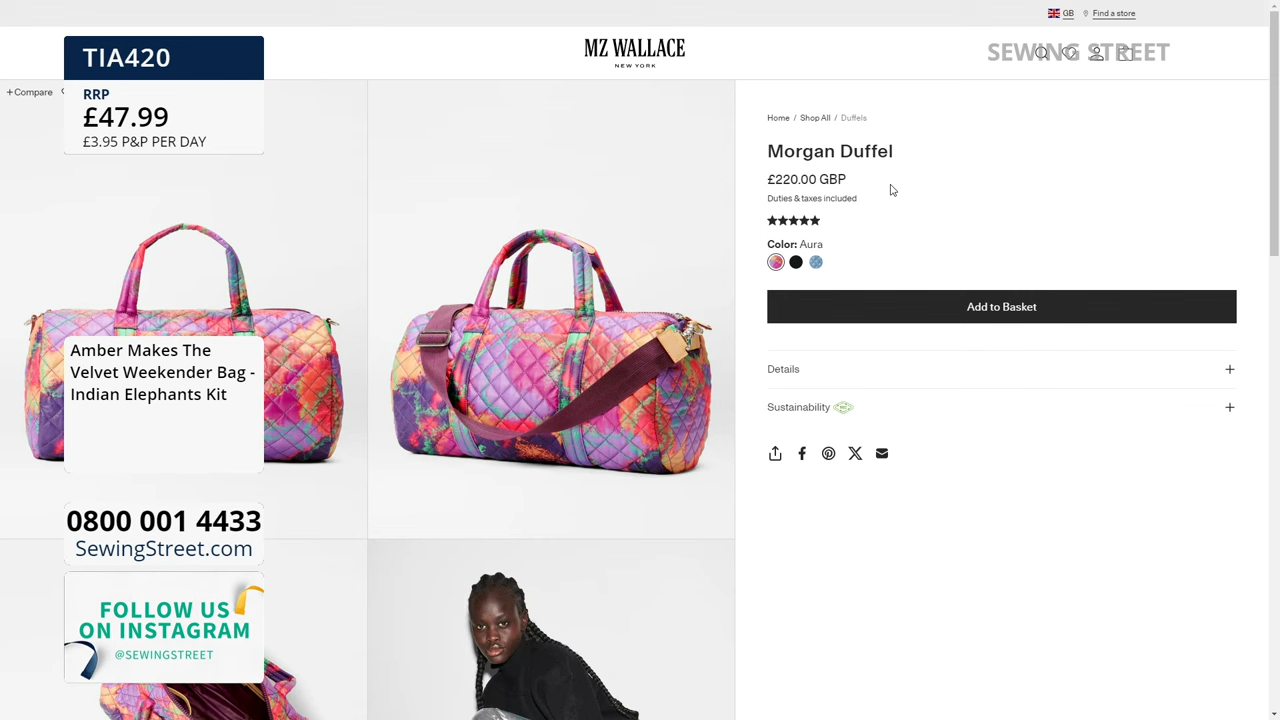 GB
Find a store
TIA420
MZ WALLACE
NEW YORK
SEWING STREET
+Compare
RRP
£47.99
£3.95 P&P PER DAY
Home / Shop All / Duffels
Morgan Duffel
£220.00 GBP
Duties & taxes included
Color: Aura
Add to Basket
Amber Makes The
Velvet Weekender Bag -
Indian Elephants Kit
Details
Sustainability
0800 001 4433
SewingStreet.com
FOLLOW US
ON INSTAGRAM
@SEWINGSTREET